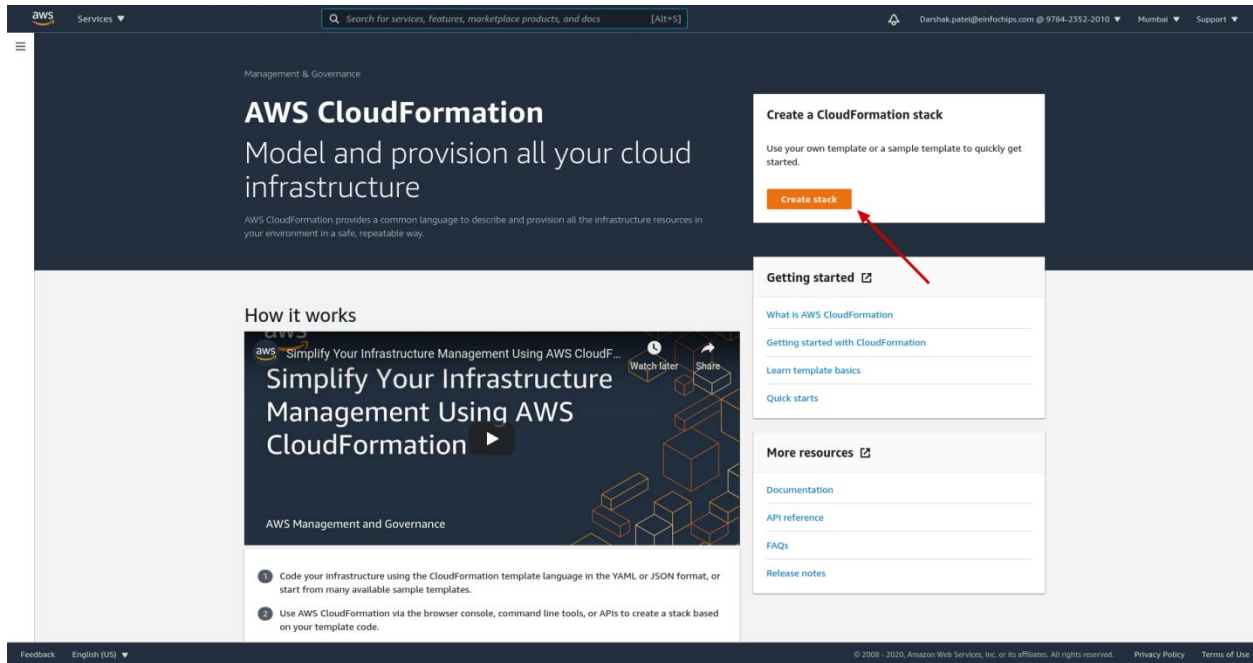 aws
Services ▼
Search for services, features, marketplace products, and docs
[Alt+S]
Darshak.patel@einfochips.com @ 9784-2352-2010 ▼
Mumbai ▼
Support ▼
Management & Governance
AWS CloudFormation
Model and provision all your cloud
infrastructure
AWS CloudFormation provides a common language to describe and provision all the infrastructure resources in
your environment in a safe, repeatable way.
Create a CloudFormation stack
Use your own template or a sample template to quickly get
started.
Create stack
Getting started
What is AWS CloudFormation
Getting started with CloudFormation
Learn template basics
Quick starts
More resources
Documentation
API reference
FAQs
Release notes
How it works
aws
aws
Simplify Your Infrastructure Management Using AWS CloudF...
Watch later
Share
Simplify Your Infrastructure
Management Using AWS
CloudFormation
AWS Management and Governance
1 Code your infrastructure using the CloudFormation template language in the YAML or JSON format, or
start from many available sample templates.
2 Use AWS CloudFormation via the browser console, command line tools, or APIs to create a stack based
on your template code.
Feedback
English (US) ▼
© 2008 - 2020, Amazon Web Services, Inc. or its affiliates. All rights reserved.
Privacy Policy
Terms of Use